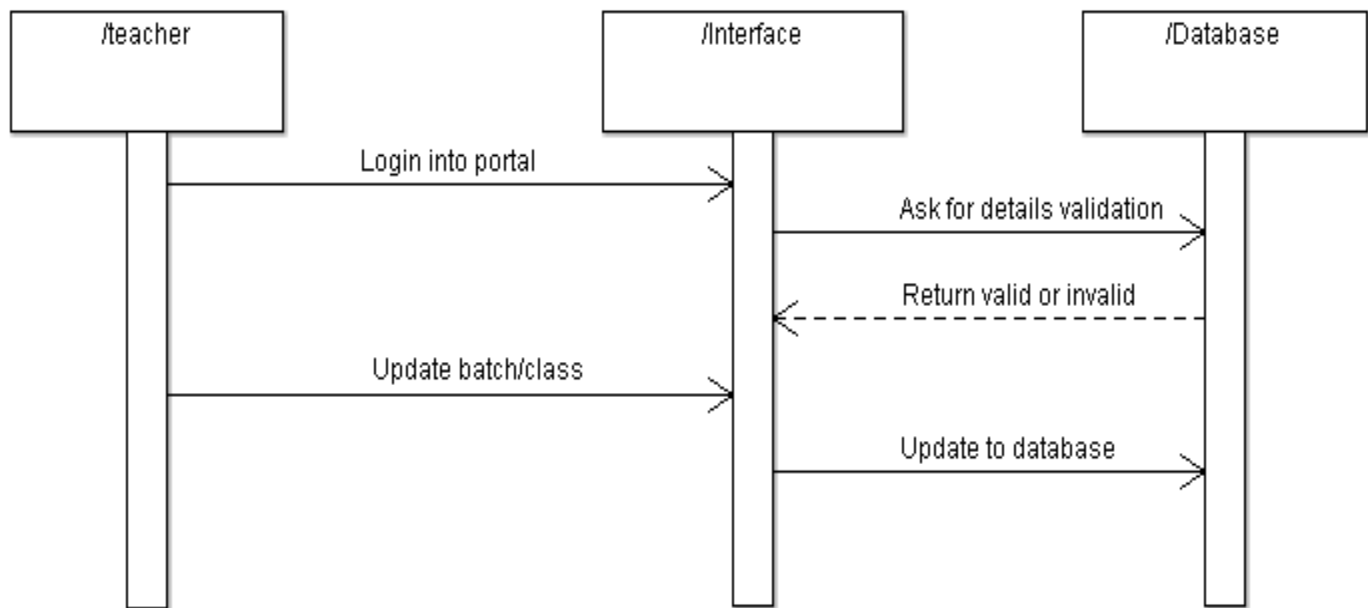 /teacher
/Interface
/Database
Login into portal
Ask for details validation
Return valid or invalid
Update batch/class
Update to database